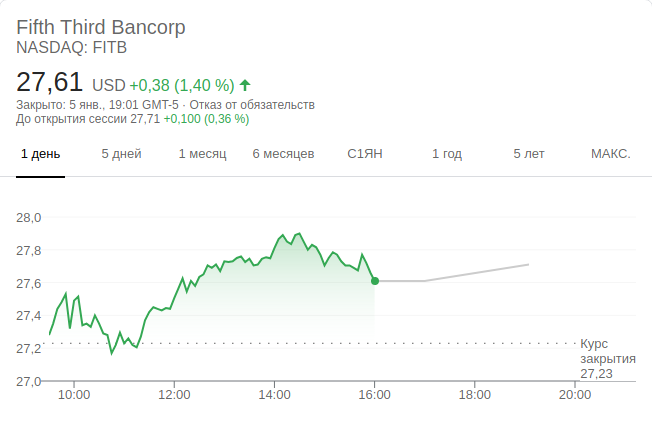 Fifth Third Bancorp
NASDAQ: FITB
27,61 USD +0,38 (1,40 %)
Закрыто: 5 янв., 19:01 GMT-5 · Отказ от обязательств
До открытия сессии 27,71 +0,100 (0,36 %)
1 день 5 дней 1 месяц 6 месяцев С1ЯН 1 год 5 лет МАКС.
28,0
27,8
27,6
27,4
27,2
Курс
закрытия
27,23
27,0
10:00 12:00 14:00 16:00 18:00 20:00